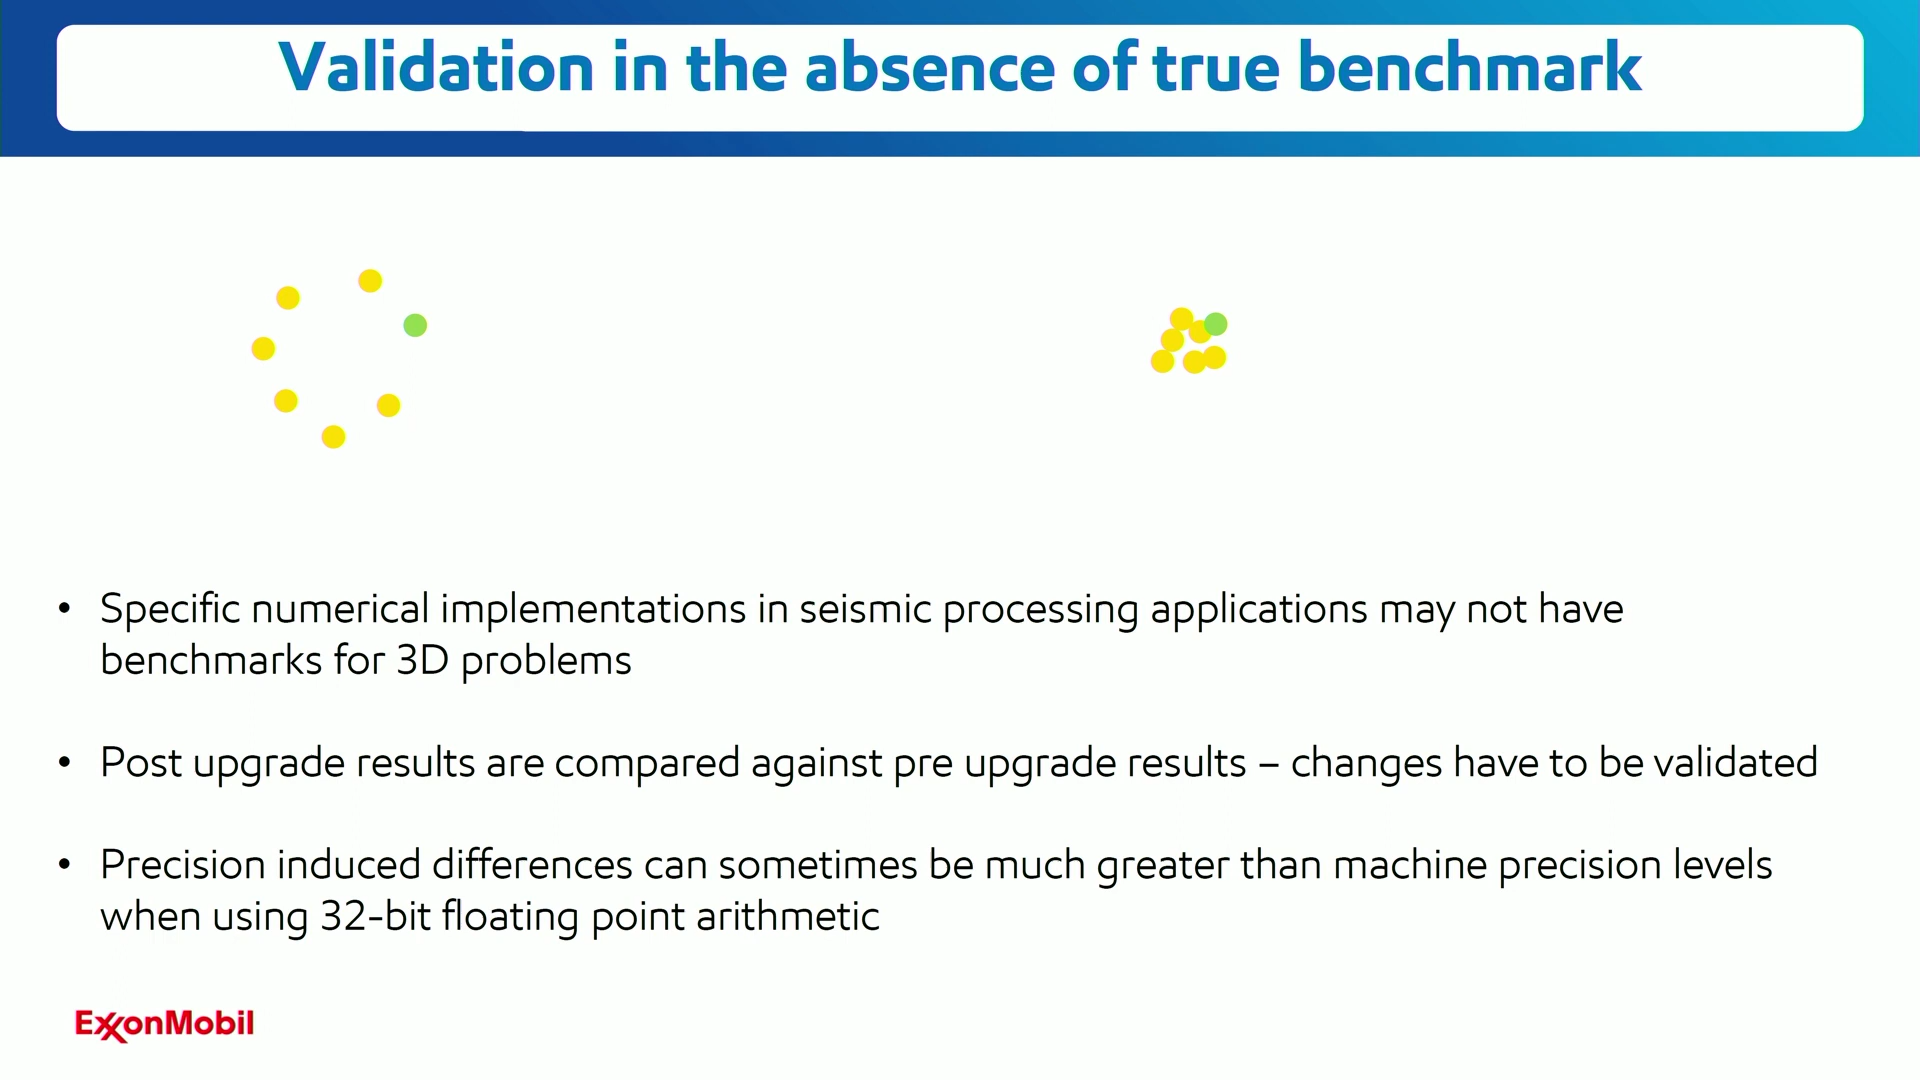 Validation in the absence of true benchmark
• Specific numerical implementations in seismic processing applications may not have
benchmarks for 3D problems
• Post upgrade results are compared against pre upgrade results – changes have to be validated
• Precision induced differences can sometimes be much greater than machine precision levels
when using 32-bit floating point arithmetic
ExxonMobil